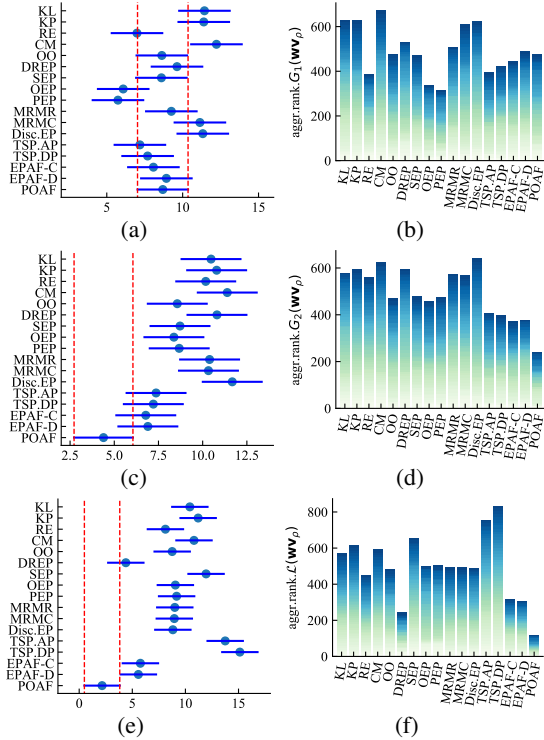 KL
KP
RE
CM
OO
DREP
SEP
OEP
PEP
MRMR
MRMC
Disc.EP
TSP.AP
TSP.DP
EPAF-C
EPAF-D
POAF
5 10 15
(a)
aggr.rank.G₁(wv_ρ)
600
400
200
0
KL KP RE CM OO DREP SEP OEP PEP MRMR MRMC Disc.EP TSP.AP TSP.DP EPAF-C EPAF-D POAF
(b)
KL
KP
RE
CM
OO
DREP
SEP
OEP
PEP
MRMR
MRMC
Disc.EP
TSP.AP
TSP.DP
EPAF-C
EPAF-D
POAF
2.5 5.0 7.5 10.0 12.5
(c)
aggr.rank.G₂(wv_ρ)
600
400
200
0
KL KP RE CM OO DREP SEP OEP PEP MRMR MRMC Disc.EP TSP.AP TSP.DP EPAF-C EPAF-D POAF
(d)
KL
KP
RE
CM
OO
DREP
SEP
OEP
PEP
MRMR
MRMC
Disc.EP
TSP.AP
TSP.DP
EPAF-C
EPAF-D
POAF
0 5 10 15
(e)
aggr.rank.ℒ(wv_ρ)
800
600
400
200
0
KL KP RE CM OO DREP SEP OEP PEP MRMR MRMC Disc.EP TSP.AP TSP.DP EPAF-C EPAF-D POAF
(f)